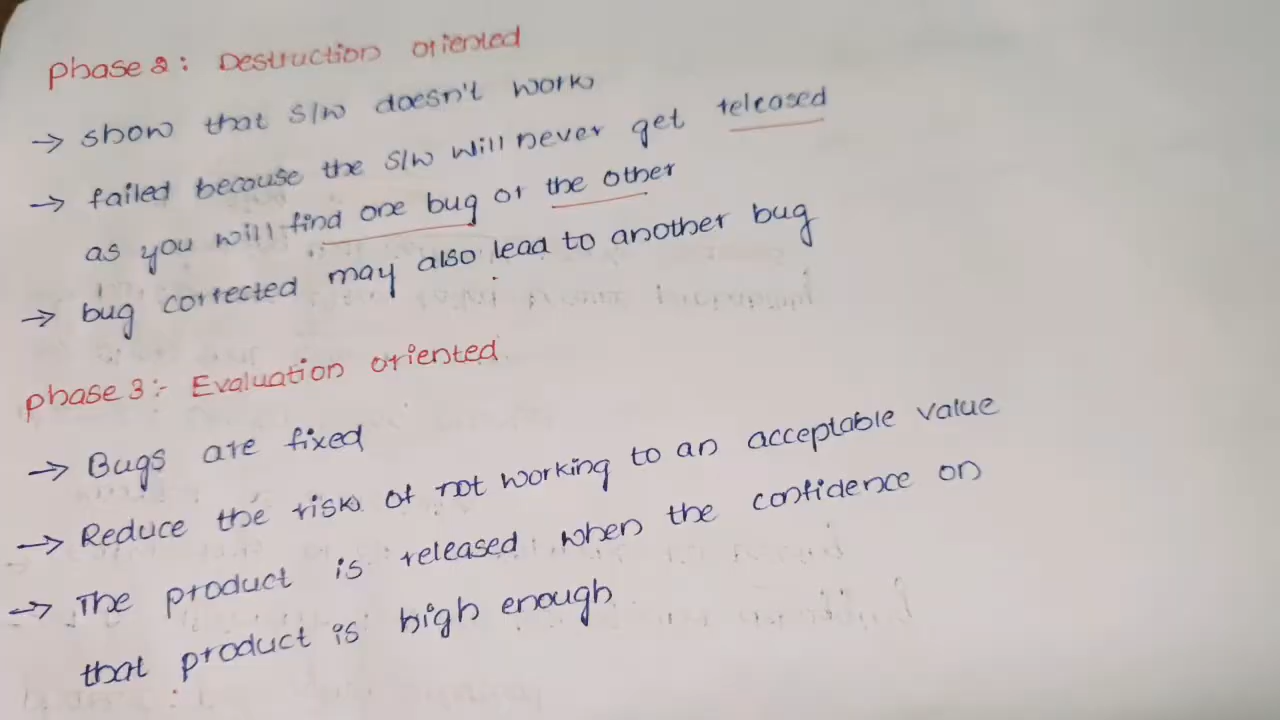 Phase 2: Destruction oriented
→ show that S/W doesn't work
→ failed because the S/W will never get released
as you will find one bug or the other
→ bug corrected may also lead to another bug
Phase 3:- Evaluation oriented
→ Bugs are fixed
→ Reduce the risk of not working to an acceptable value
→ The product is released when the confidence on
that product is high enough